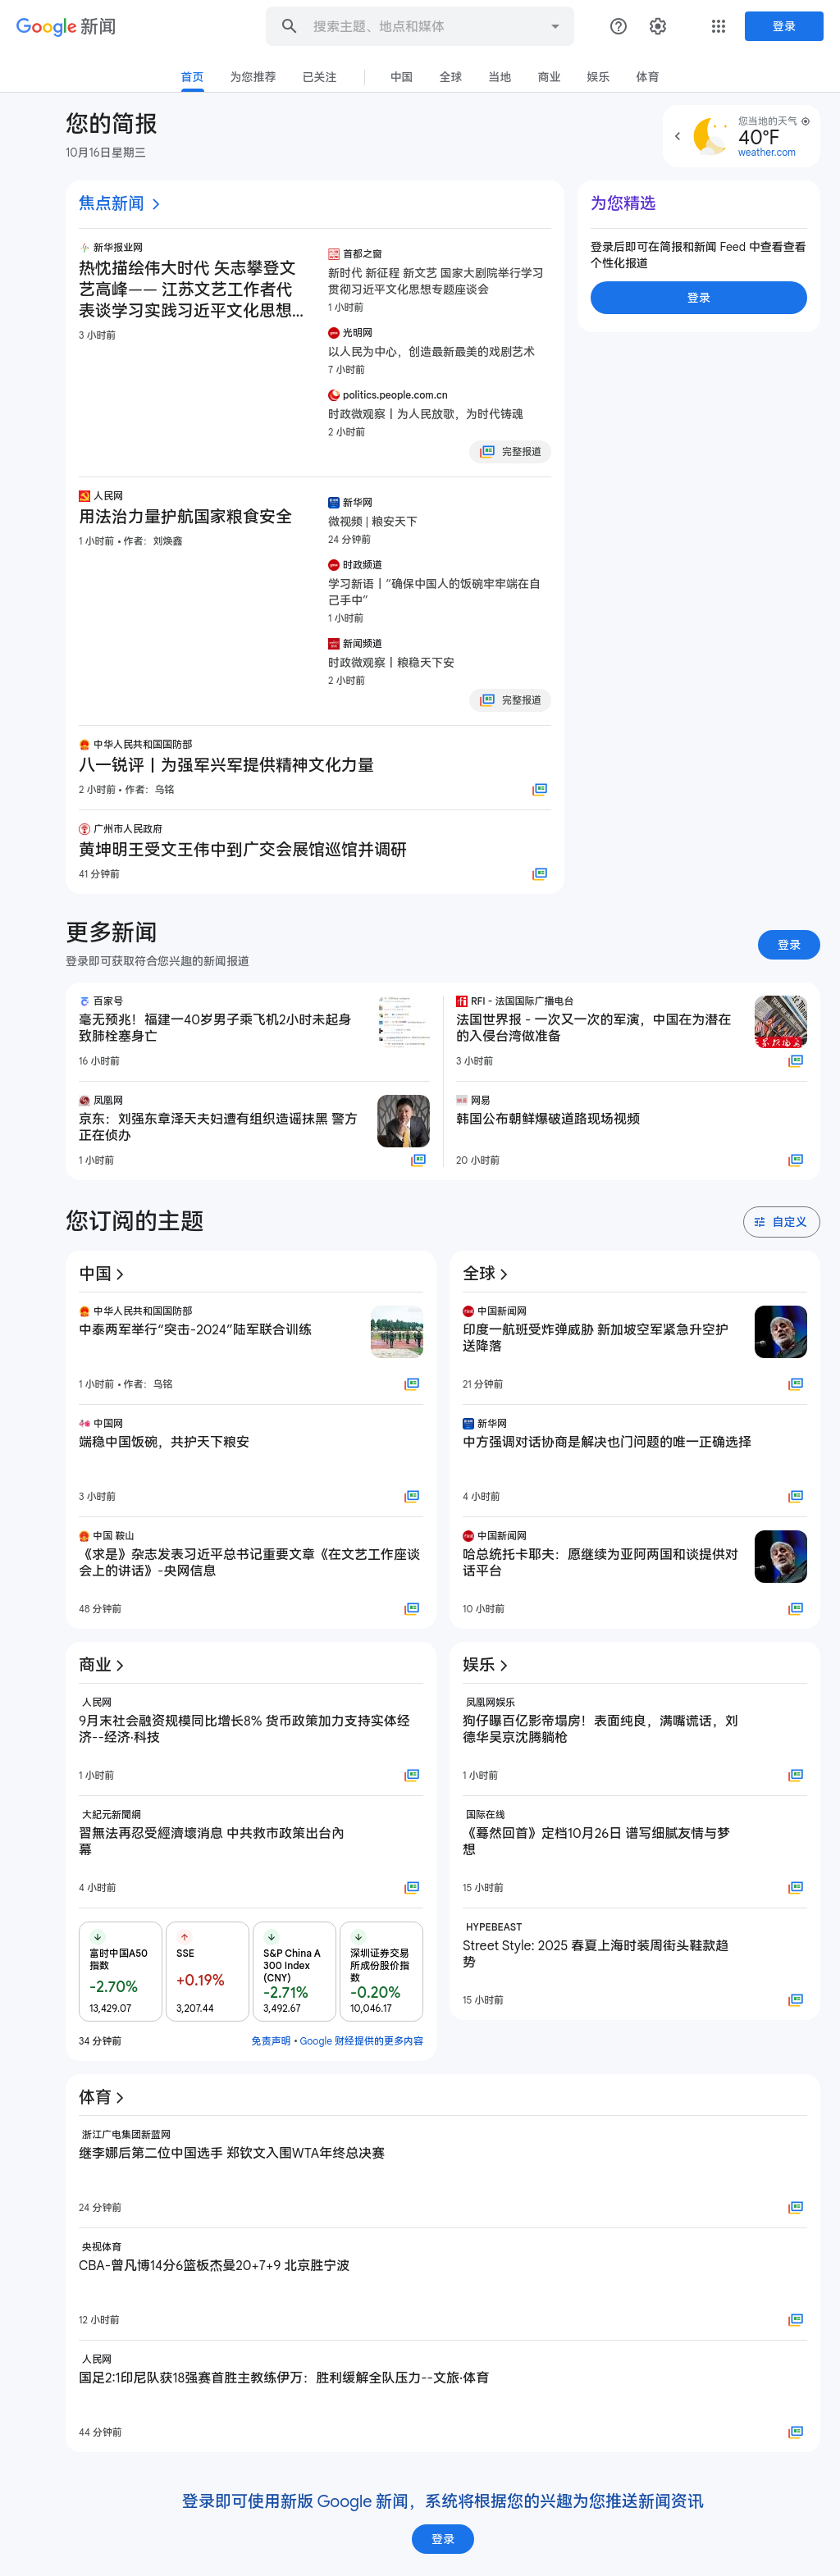 Google 新闻
搜索主题、地点和媒体
登录
首页
为您推荐
已关注
中国
全球
当地
商业
娱乐
体育
您的简报
10月16日星期三
您当地的天气
40°F
weather.com
焦点新闻
新华报业网
热忱描绘伟大时代 矢志攀登文
艺高峰—— 江苏文艺工作者代
表谈学习实践习近平文化思想...
3 小时前
首都之窗
新时代 新征程 新文艺 国家大剧院举行学习
贯彻习近平文化思想专题座谈会
1 小时前
光明网
以人民为中心，创造最新最美的戏剧艺术
7 小时前
politics.people.com.cn
时政微观察丨为人民放歌，为时代铸魂
2 小时前
完整报道
人民网
用法治力量护航国家粮食安全
1 小时前 • 作者：刘焕鑫
新华网
微视频 | 粮安天下
24 分钟前
时政频道
学习新语丨“确保中国人的饭碗牢牢端在自
己手中”
1 小时前
新闻频道
时政微观察丨粮稳天下安
2 小时前
完整报道
中华人民共和国国防部
八一锐评丨为强军兴军提供精神文化力量
2 小时前 • 作者：乌铭
广州市人民政府
黄坤明王受文王伟中到广交会展馆巡馆并调研
41 分钟前
为您精选
登录后即可在简报和新闻 Feed 中查看查看
个性化报道
登录
更多新闻
登录即可获取符合您兴趣的新闻报道
登录
百家号
毫无预兆！福建一40岁男子乘飞机2小时未起身
致肺栓塞身亡
16 小时前
RFI - 法国国际广播电台
法国世界报 - 一次又一次的军演，中国在为潜在
的入侵台湾做准备
3 小时前
凤凰网
京东：刘强东章泽天夫妇遭有组织造谣抹黑 警方
正在侦办
1 小时前
网易
韩国公布朝鲜爆破道路现场视频
20 小时前
您订阅的主题
自定义
中国
中华人民共和国国防部
中泰两军举行“突击-2024”陆军联合训练
1 小时前 • 作者：乌铭
中国网
端稳中国饭碗，共护天下粮安
3 小时前
中国 鞍山
《求是》杂志发表习近平总书记重要文章《在文艺工作座谈
会上的讲话》-央网信息
48 分钟前
全球
中国新闻网
印度一航班受炸弹威胁 新加坡空军紧急升空护
送降落
21 分钟前
新华网
中方强调对话协商是解决也门问题的唯一正确选择
4 小时前
中国新闻网
哈总统托卡耶夫：愿继续为亚阿两国和谈提供对
话平台
10 小时前
商业
人民网
9月末社会融资规模同比增长8% 货币政策加力支持实体经
济--经济·科技
1 小时前
大紀元新聞網
習無法再忍受經濟壞消息 中共救市政策出台內
幕
4 小时前
富时中国A50
指数
-2.70%
13,429.07
SSE
+0.19%
3,207.44
S&P China A
300 Index
(CNY)
-2.71%
3,492.67
深圳证券交易
所成份股价指
数
-0.20%
10,046.17
34 分钟前
免责声明 • Google 财经提供的更多内容
娱乐
凤凰网娱乐
狗仔曝百亿影帝塌房！表面纯良，满嘴谎话，刘
德华吴京沈腾躺枪
1 小时前
国际在线
《蓦然回首》定档10月26日 谱写细腻友情与梦
想
15 小时前
HYPEBEAST
Street Style: 2025 春夏上海时装周街头鞋款趋
势
15 小时前
体育
浙江广电集团新蓝网
继李娜后第二位中国选手 郑钦文入围WTA年终总决赛
24 分钟前
央视体育
CBA-曾凡博14分6篮板杰曼20+7+9 北京胜宁波
12 小时前
人民网
国足2:1印尼队获18强赛首胜主教练伊万：胜利缓解全队压力--文旅·体育
44 分钟前
登录即可使用新版 Google 新闻，系统将根据您的兴趣为您推送新闻资讯
登录